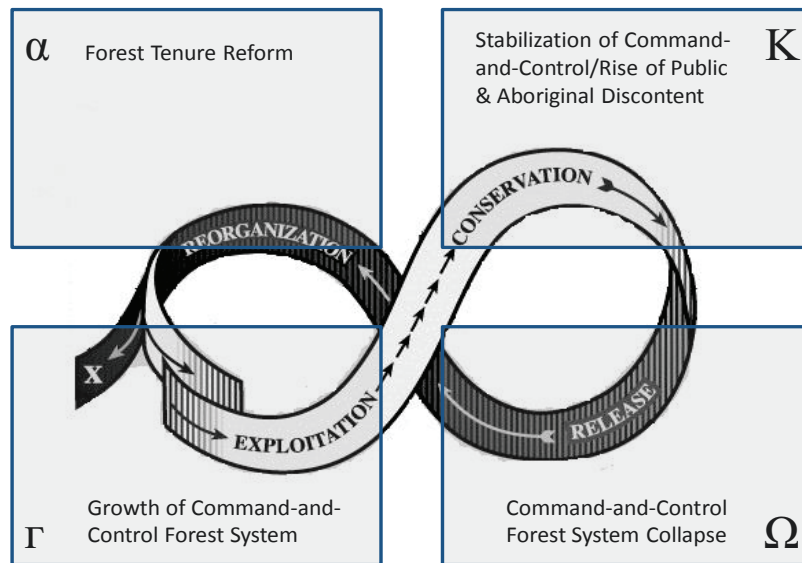 α
Forest Tenure Reform
Stabilization of Command-
and-Control/Rise of Public
& Aboriginal Discontent
K
REORGANIZATION
CONSERVATION
X
EXPLOITATION
RELEASE
Growth of Command-and-
Control Forest System
Γ
Command-and-Control
Forest System Collapse
Ω